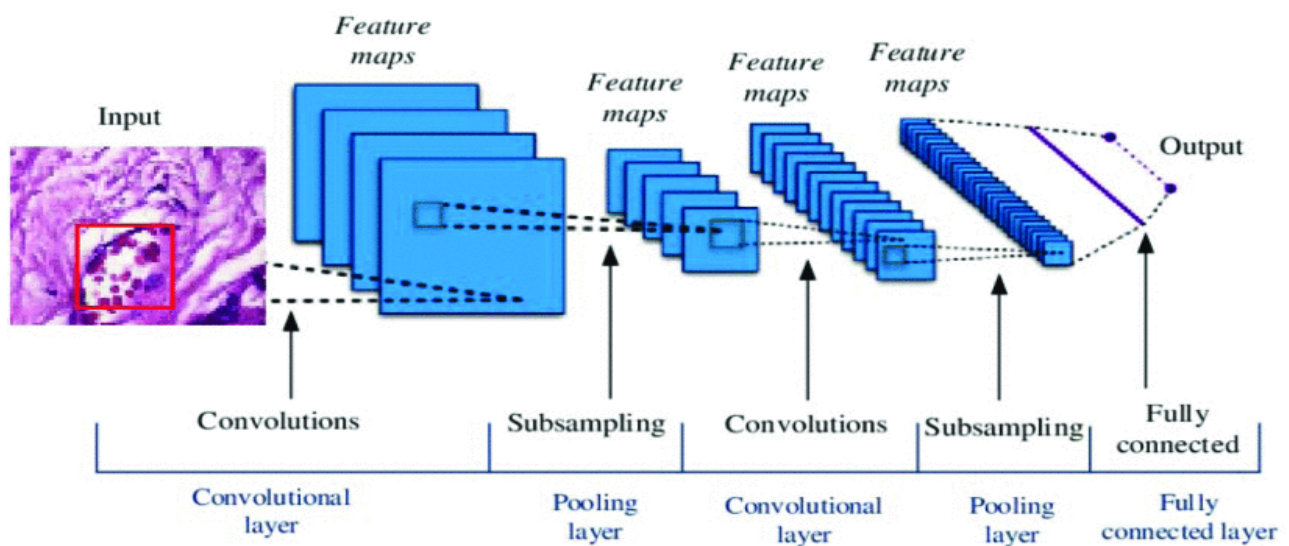 Feature
maps
Feature
maps
Feature
maps
Feature
maps
Input
Output
Convolutions
Subsampling
Convolutions
Subsampling
Fully
connected
Convolutional
layer
Pooling
layer
Convolutional
layer
Pooling
layer
Fully
connected layer